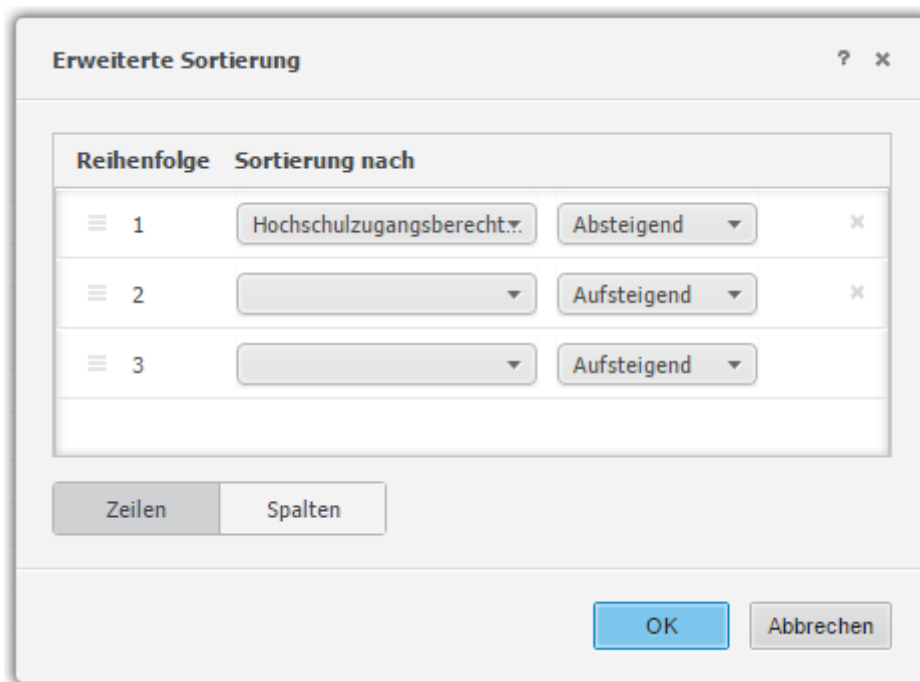 Erweiterte Sortierung ? ×
Reihenfolge Sortierung nach
1 Hochschulzugangsberecht... Absteigend ×
2 Aufsteigend ×
3 Aufsteigend
Zeilen Spalten
OK Abbrechen